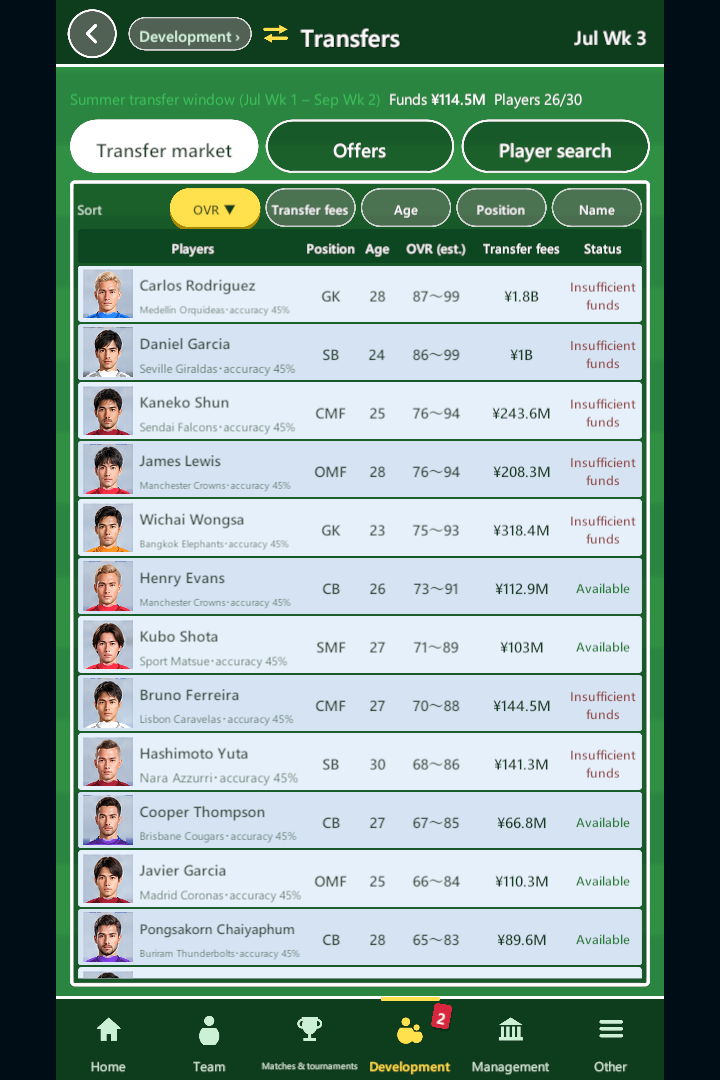 Development ›
Transfers
Jul Wk 3
Summer transfer window (Jul Wk 1 – Sep Wk 2) Funds ¥114.5M Players 26/30
Transfer market
Offers
Player search
Sort
OVR ▼
Transfer fees
Age
Position
Name
Players Position Age OVR (est.) Transfer fees Status
Carlos Rodriguez
Medellín Orquídeas·accuracy 45%
GK 28 87～99 ¥1.8B Insufficient funds
Daniel Garcia
Seville Giraldas·accuracy 45%
SB 24 86～99 ¥1B Insufficient funds
Kaneko Shun
Sendai Falcons·accuracy 45%
CMF 25 76～94 ¥243.6M Insufficient funds
James Lewis
Manchester Crowns·accuracy 45%
OMF 28 76～94 ¥208.3M Insufficient funds
Wichai Wongsa
Bangkok Elephants·accuracy 45%
GK 23 75～93 ¥318.4M Insufficient funds
Henry Evans
Manchester Crowns·accuracy 45%
CB 26 73～91 ¥112.9M Available
Kubo Shota
Sport Matsue·accuracy 45%
SMF 27 71～89 ¥103M Available
Bruno Ferreira
Lisbon Caravelas·accuracy 45%
CMF 27 70～88 ¥144.5M Insufficient funds
Hashimoto Yuta
Nara Azzurri·accuracy 45%
SB 30 68～86 ¥141.3M Insufficient funds
Cooper Thompson
Brisbane Cougars·accuracy 45%
CB 27 67～85 ¥66.8M Available
Javier Garcia
Madrid Coronas·accuracy 45%
OMF 25 66～84 ¥110.3M Available
Pongsakorn Chaiyaphum
Buriram Thunderbolts·accuracy 45%
CB 28 65～83 ¥89.6M Available
2
Home
Team
Matches & tournaments
Development
Management
Other